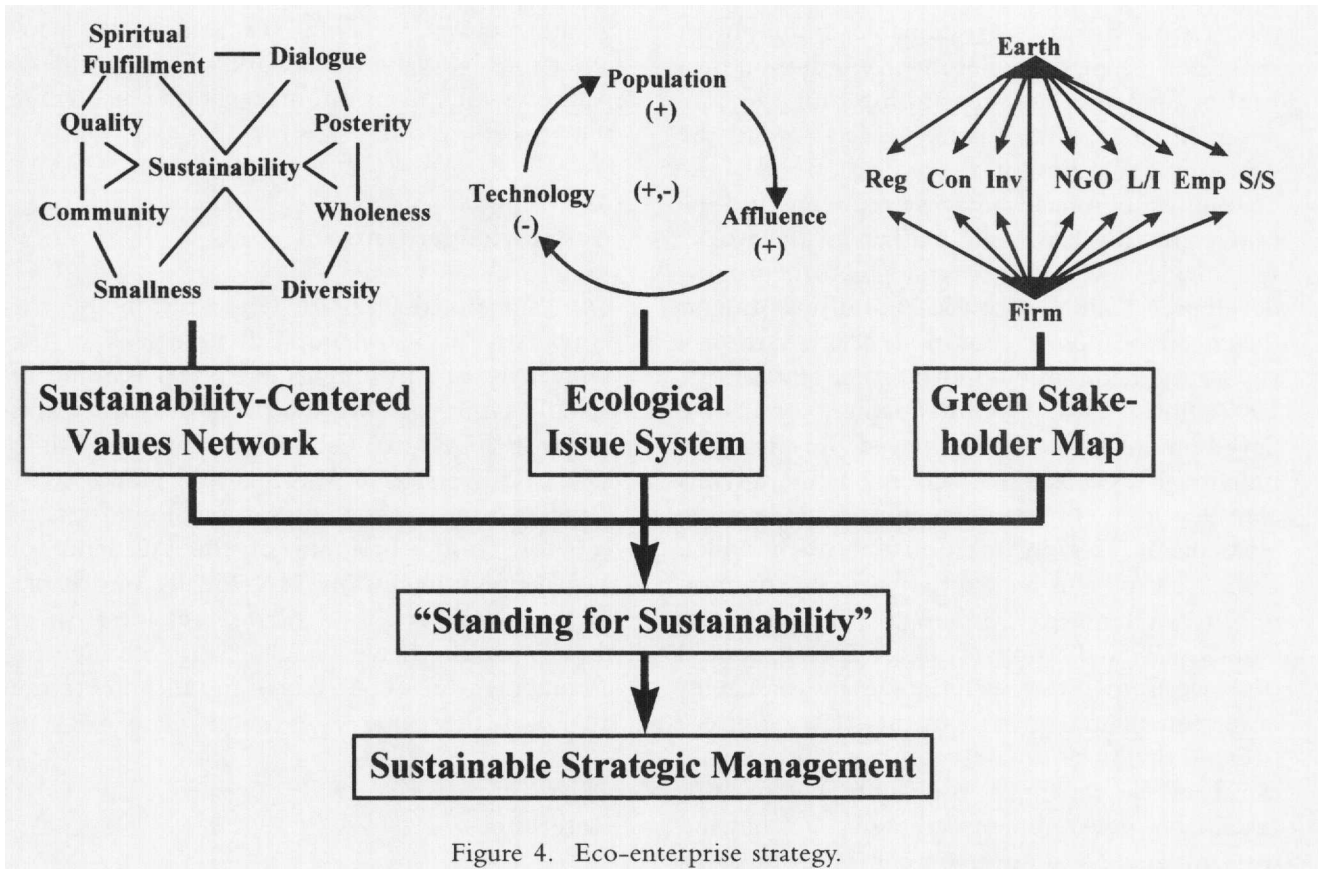 Spiritual
Fulfillment
Dialogue
Quality
Posterity
Sustainability
Community
Wholeness
Smallness
Diversity
Population
(+)
Technology
(-)
(+,-)
Affluence
(+)
Earth
Reg Con Inv NGO L/I Emp S/S
Firm
Sustainability-Centered
Values Network
Ecological
Issue System
Green Stake-
holder Map
“Standing for Sustainability”
Sustainable Strategic Management
Figure 4. Eco-enterprise strategy.